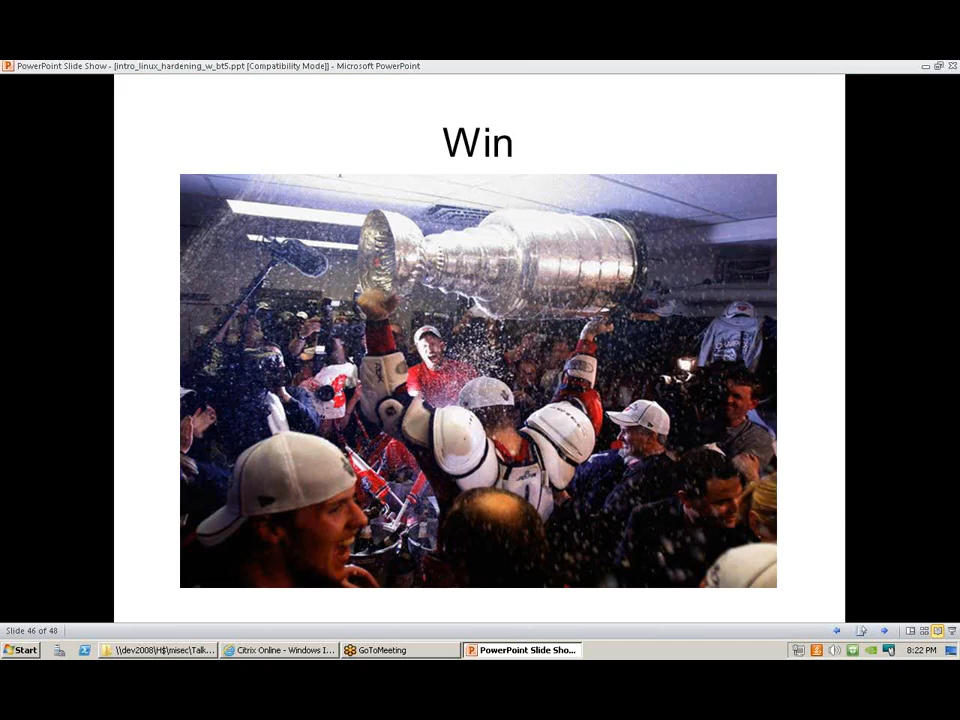 PowerPoint Slide Show - [intro_linux_hardening_w_bt5.ppt [Compatibility Mode]] - Microsoft PowerPoint
Win
Slide 46 of 48
Start
\\dev2008\H$\misec\Talk...
Citrix Online - Windows I...
GoToMeeting
PowerPoint Slide Sho...
8:22 PM